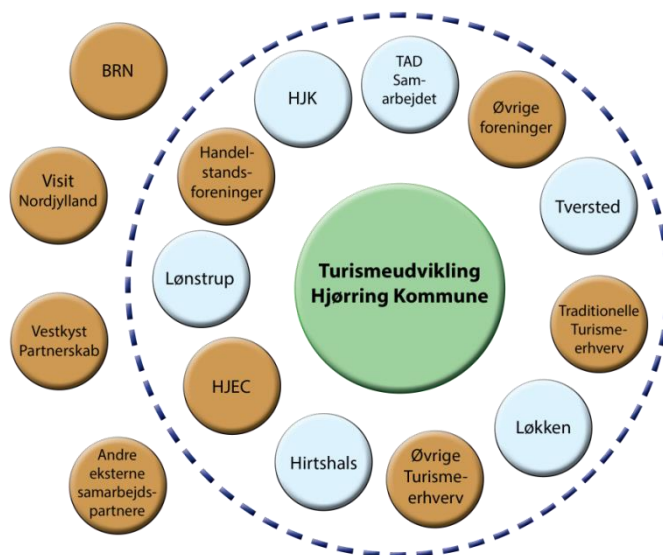 BRN
HJK
TAD
Sam-
arbejdet
Øvrige
foreninger
Handel-
stands-
foreninger
Visit
Nordjylland
Tversted
Lønstrup
Turismeudvikling
Hjørring Kommune
Traditionelle
Turisme-
erhverv
Vestkyst
Partnerskab
HJEC
Løkken
Hirtshals
Øvrige
Turisme-
erhverv
Andre
eksterne
samarbejds-
partnere